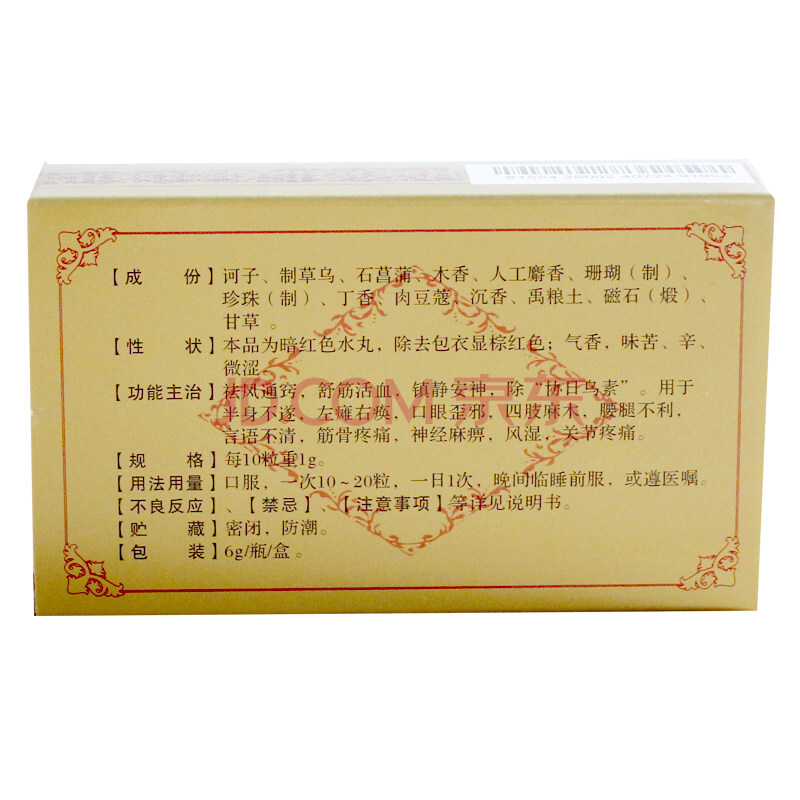 【成　份】诃子、制草乌、石菖蒲、木香、人工麝香、珊瑚（制）、
珍珠（制）、丁香、肉豆蔻、沉香、禹粮土、磁石（煅）、
甘草 。
【性　状】本品为暗红色水丸，除去包衣显棕红色；气香，味苦、辛、
微涩
【功能主治】祛风通窍，舒筋活血，镇静安神，除“协日乌素”。用于
半身不遂，左瘫右痪，口眼歪邪，四肢麻木，腰腿不利，
言语不清，筋骨疼痛，神经麻痹，风湿，关节疼痛。
【规　格】每10粒重1g。
【用法用量】口服，一次10～20粒，一日1次，晚间临睡前服，或遵医嘱。
【不良反应】、【禁忌】、【注意事项】等详见说明书。
【贮　藏】密闭，防潮。
【包　装】6g/瓶/盒 。
JD.COM 京东